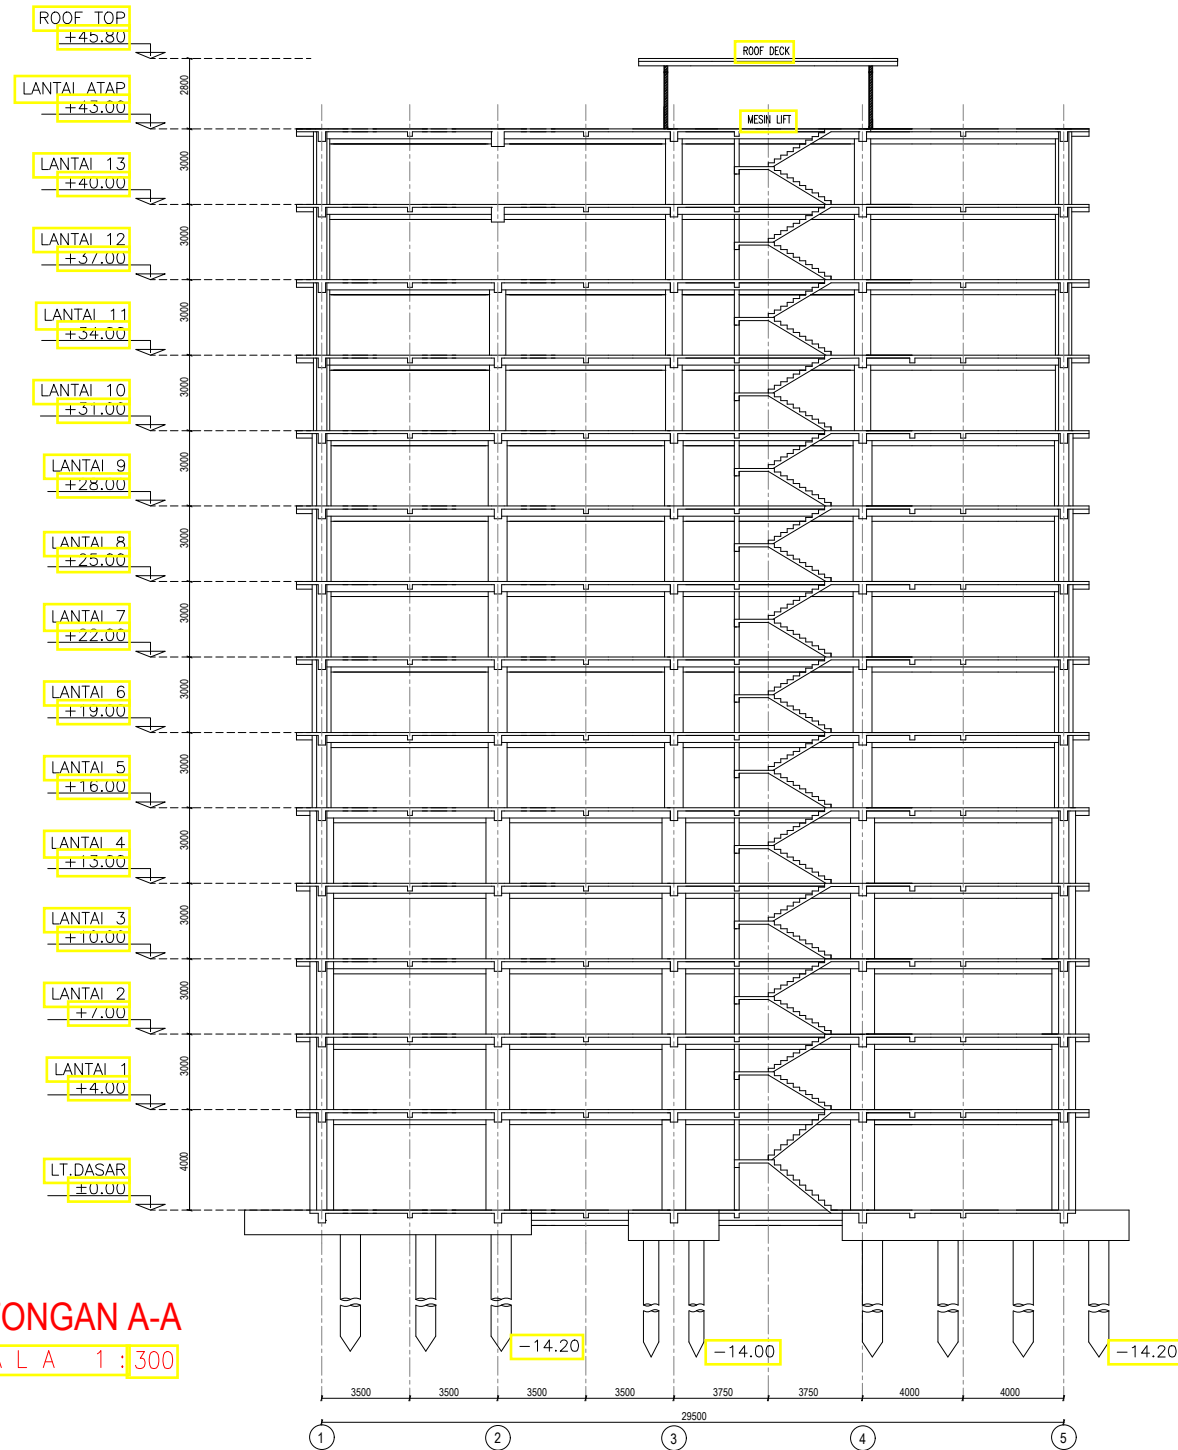 ROOF TOP
+45.80
ROOF DECK
2800
LANTAI ATAP
+43.00
MESIN LIFT
3000
LANTAI 13
+40.00
3000
LANTAI 12
+37.00
3000
LANTAI 11
+34.00
3000
LANTAI 10
+31.00
3000
LANTAI 9
+28.00
3000
LANTAI 8
+25.00
3000
LANTAI 7
+22.00
3000
LANTAI 6
+19.00
3000
LANTAI 5
+16.00
3000
LANTAI 4
+13.00
3000
LANTAI 3
+10.00
3000
LANTAI 2
+7.00
3000
LANTAI 1
+4.00
4000
LT.DASAR
±0.00
TONGAN A-A
A L A 1 : 300
-14.20 -14.00 -14.20
3500 3500 3500 3500 3750 3750 4000 4000
29500
1 2 3 4 5